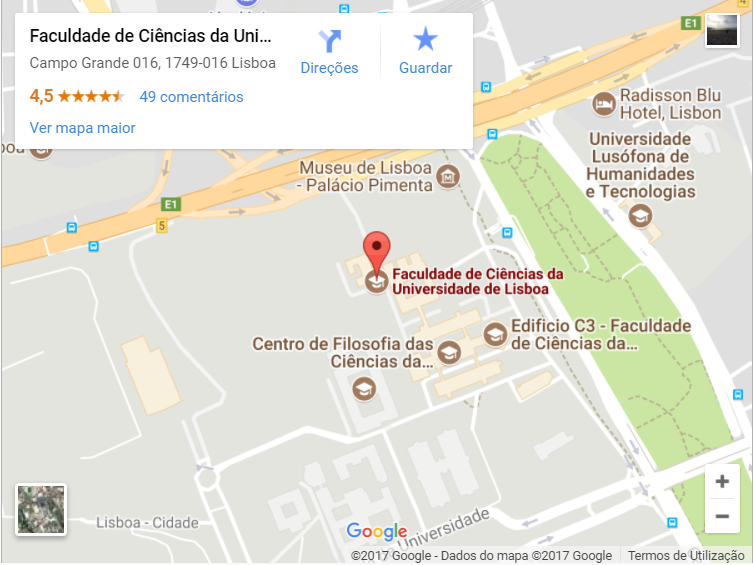 Faculdade de Ciências da Uni...
Campo Grande 016, 1749-016 Lisboa
4,5
49 comentários
Ver mapa maior
Direções
Guardar
E1
4
Radisson Blu
Hotel, Lisbon
Universidade
Lusófona de
Humanidades
e Tecnologias
Museu de Lisboa
- Palácio Pimenta
E1
5
Faculdade de Ciências da
Universidade de Lisboa
Edificio C3 - Faculdade
de Ciências da...
Centro de Filosofia das
Ciências da...
Lisboa - Cidade
Google
Universidade
+
−
©2017 Google - Dados do mapa ©2017 Google
Termos de Utilização